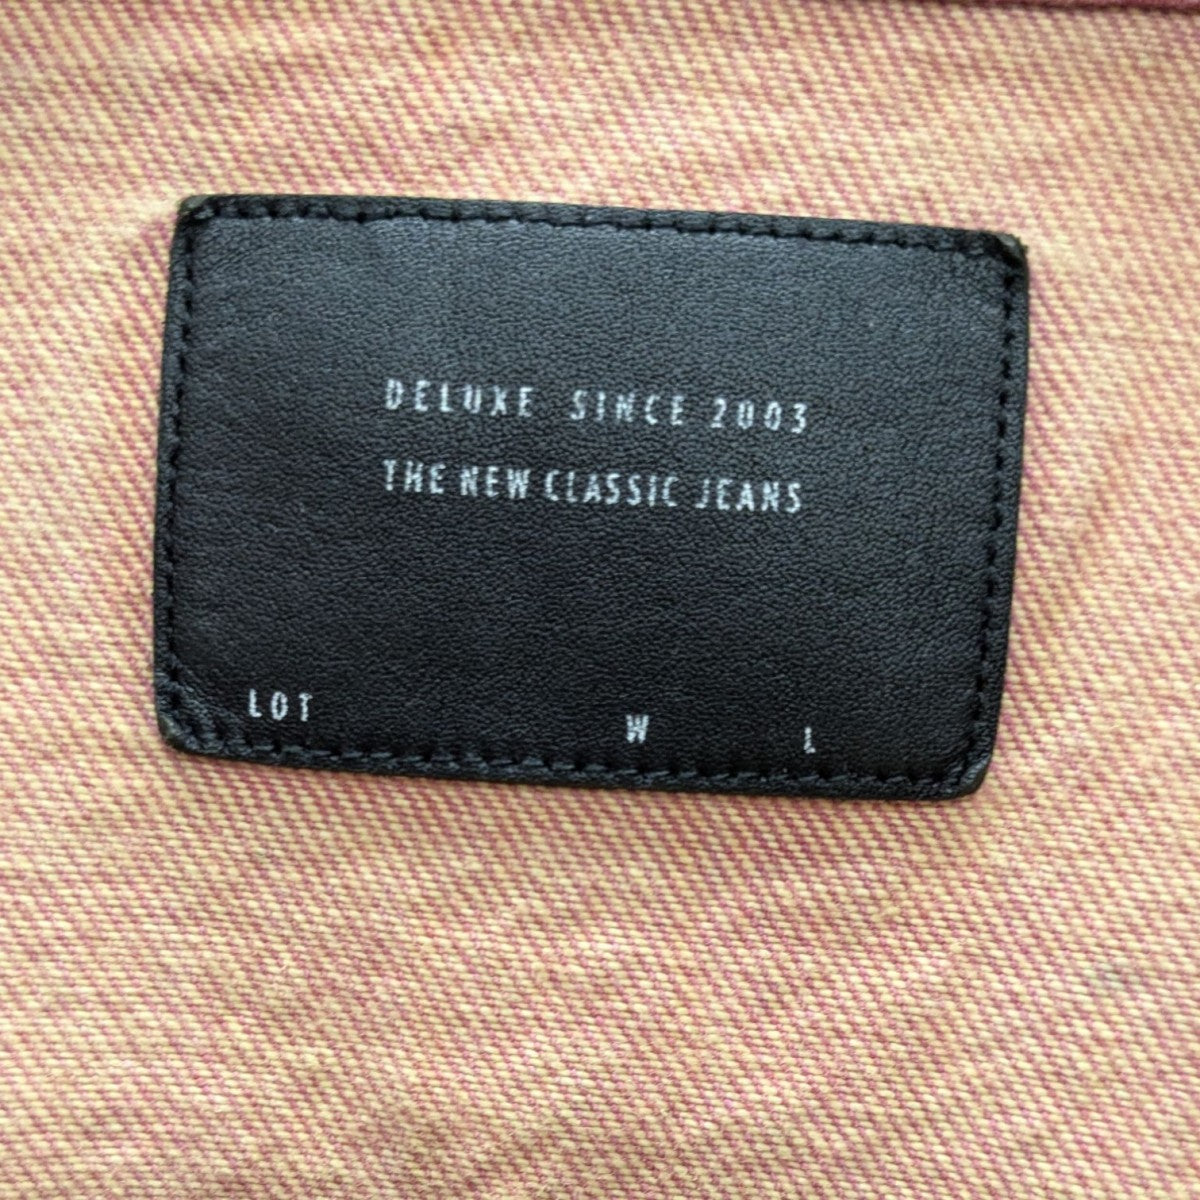 DELUXE SINCE 2003
THE NEW CLASSIC JEANS
LOT W L